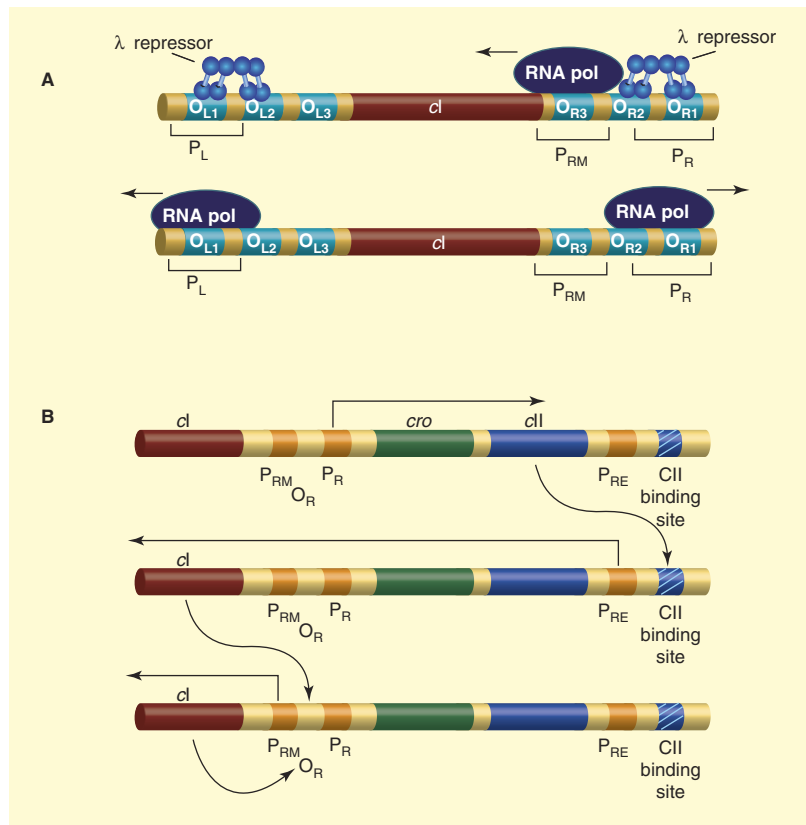 λ repressor
λ repressor
A
RNA pol
OL1 OL2 OL3 cI OR3 OR2 OR1
PL PRM PR
RNA pol RNA pol
OL1 OL2 OL3 cI OR3 OR2 OR1
PL PRM PR
B
cI cro cII
PRM OR PR PRE CII
binding
site
cI
PRM OR PR PRE CII
binding
site
cI
PRM OR PR PRE CII
binding
site